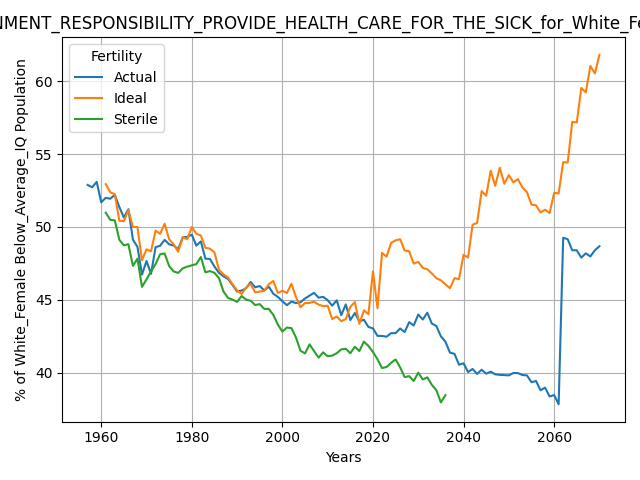 NMENT_RESPONSIBILITY_PROVIDE_HEALTH_CARE_FOR_THE_SICK_for_White_Fe
Fertility
Actual
Ideal
Sterile
% of White_Female Below_Average_IQ Population
60
55
50
45
40
1960
1980
2000
2020
2040
2060
Years